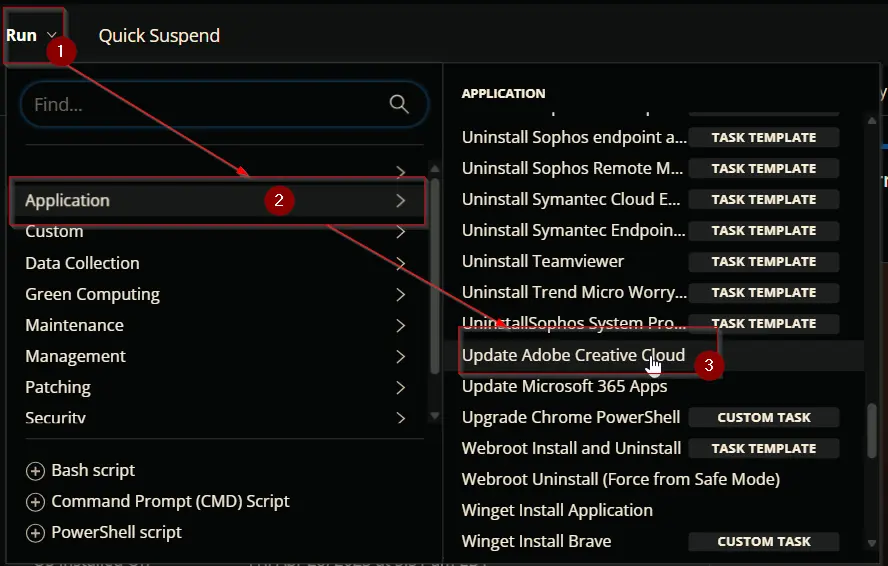 Run
1
Quick Suspend
Find...
Application
2
Custom
Data Collection
Green Computing
Maintenance
Management
Patching
Security
Bash script
Command Prompt (CMD) Script
PowerShell script
APPLICATION
Uninstall Sophos endpoint a... TASK TEMPLATE
Uninstall Sophos Remote M... TASK TEMPLATE
Uninstall Symantec Cloud E... TASK TEMPLATE
Uninstall Symantec Endpoin... TASK TEMPLATE
Uninstall Teamviewer TASK TEMPLATE
Uninstall Trend Micro Worry... TASK TEMPLATE
UninstallSophos System Pro... TASK TEMPLATE
Update Adobe Creative Cloud
3
Update Microsoft 365 Apps
Upgrade Chrome PowerShell CUSTOM TASK
Webroot Install and Uninstall TASK TEMPLATE
Webroot Uninstall (Force from Safe Mode)
Winget Install Application
Winget Install Brave CUSTOM TASK